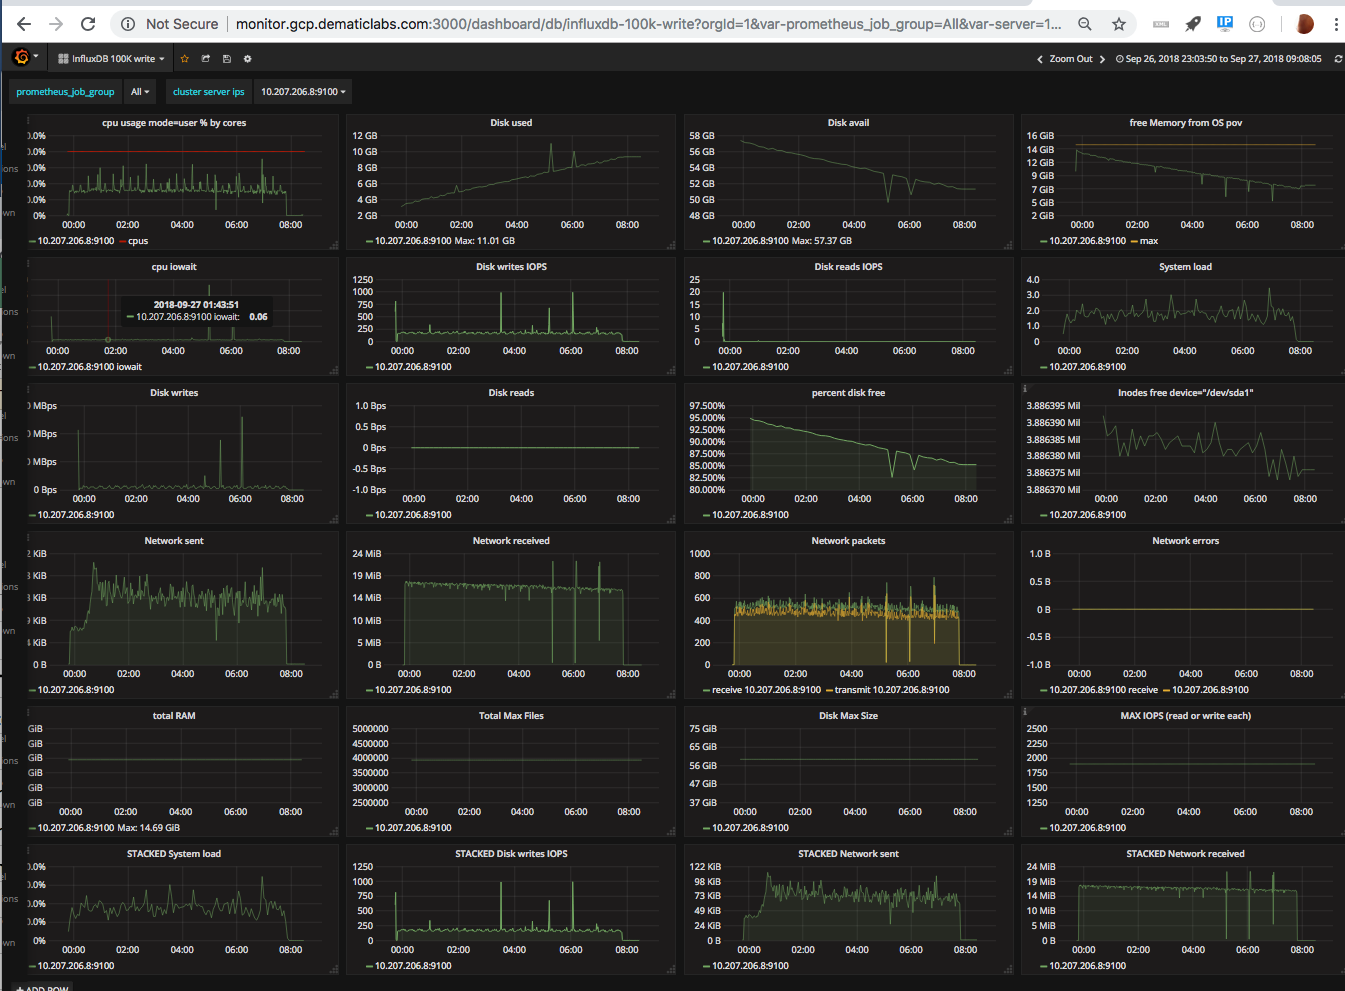 Not Secure | monitor.gcp.dematiclabs.com:3000/dashboard/db/influxdb-100k-write?orgId=1&var-prometheus_job_group=All&var-server=1...
IP
InfluxDB 100K write
Zoom Out
Sep 26, 2018 23:03:50 to Sep 27, 2018 09:08:05
prometheus_job_group All cluster server ips 10.207.206.8:9100
cpu usage mode=user % by cores
0.0%
0.0%
0.0%
0.0%
0.0%
0%
00:00 02:00 04:00 06:00 08:00
10.207.206.8:9100 cpus
Disk used
12 GB
10 GB
8 GB
6 GB
4 GB
2 GB
00:00 02:00 04:00 06:00 08:00
10.207.206.8:9100 Max: 11.01 GB
Disk avail
58 GB
56 GB
54 GB
52 GB
50 GB
48 GB
00:00 02:00 04:00 06:00 08:00
10.207.206.8:9100 Max: 57.37 GB
free Memory from OS pov
16 GiB
14 GiB
12 GiB
9 GiB
7 GiB
5 GiB
2 GiB
00:00 02:00 04:00 06:00 08:00
10.207.206.8:9100 max
cpu iowait
2018-09-27 01:43:51
10.207.206.8:9100 iowait: 0.06
00:00 02:00 04:00 06:00 08:00
10.207.206.8:9100 iowait
Disk writes IOPS
1250
1000
750
500
250
0
00:00 02:00 04:00 06:00 08:00
10.207.206.8:9100
Disk reads IOPS
25
20
15
10
5
0
00:00 02:00 04:00 06:00 08:00
10.207.206.8:9100
System load
4.0
3.0
2.0
1.0
0
00:00 02:00 04:00 06:00 08:00
10.207.206.8:9100
Disk writes
0 MBps
0 MBps
0 MBps
0 Bps
00:00 02:00 04:00 06:00 08:00
10.207.206.8:9100
Disk reads
1.0 Bps
0.5 Bps
0 Bps
-0.5 Bps
-1.0 Bps
00:00 02:00 04:00 06:00 08:00
10.207.206.8:9100
percent disk free
97.500%
95.000%
92.500%
90.000%
87.500%
85.000%
82.500%
80.000%
00:00 02:00 04:00 06:00 08:00
10.207.206.8:9100
Inodes free device="/dev/sda1"
3.886395 Mil
3.886390 Mil
3.886385 Mil
3.886380 Mil
3.886375 Mil
3.886370 Mil
00:00 02:00 04:00 06:00 08:00
10.207.206.8:9100
Network sent
2 KiB
8 KiB
3 KiB
9 KiB
4 KiB
0 B
00:00 02:00 04:00 06:00 08:00
10.207.206.8:9100
Network received
24 MiB
19 MiB
14 MiB
10 MiB
5 MiB
0 B
00:00 02:00 04:00 06:00 08:00
10.207.206.8:9100
Network packets
1000
800
600
400
200
0
00:00 02:00 04:00 06:00 08:00
receive 10.207.206.8:9100 transmit 10.207.206.8:9100
Network errors
1.0 B
0.5 B
0 B
-0.5 B
-1.0 B
00:00 02:00 04:00 06:00 08:00
10.207.206.8:9100 receive 10.207.206.8:9100
total RAM
GiB
GiB
GiB
GiB
GiB
GiB
00:00 02:00 04:00 06:00 08:00
10.207.206.8:9100 Max: 14.69 GiB
Total Max Files
5000000
4500000
4000000
3500000
3000000
2500000
00:00 02:00 04:00 06:00 08:00
10.207.206.8:9100
Disk Max Size
75 GiB
65 GiB
56 GiB
47 GiB
37 GiB
00:00 02:00 04:00 06:00 08:00
10.207.206.8:9100
MAX IOPS (read or write each)
2500
2250
2000
1750
1500
1250
00:00 02:00 04:00 06:00 08:00
10.207.206.8:9100
STACKED System load
0.0%
0.0%
0.0%
0.0%
0%
00:00 02:00 04:00 06:00 08:00
10.207.206.8:9100
STACKED Disk writes IOPS
1250
1000
750
500
250
0
00:00 02:00 04:00 06:00 08:00
10.207.206.8:9100
STACKED Network sent
122 KiB
98 KiB
73 KiB
49 KiB
24 KiB
0 B
00:00 02:00 04:00 06:00 08:00
10.207.206.8:9100
STACKED Network received
24 MiB
19 MiB
14 MiB
10 MiB
5 MiB
0 B
00:00 02:00 04:00 06:00 08:00
10.207.206.8:9100
+ ADD ROW